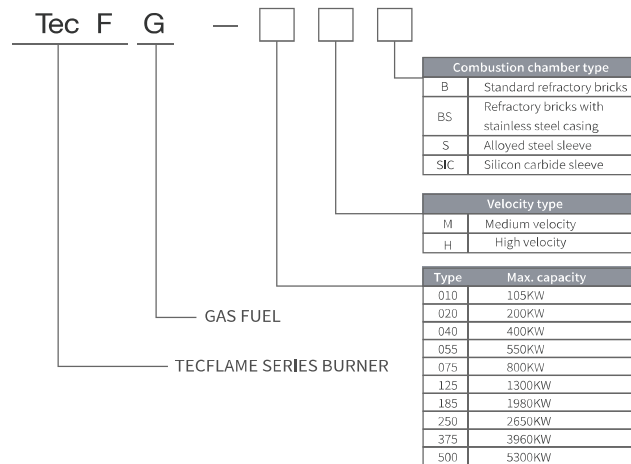 Tec F G —
Combustion chamber type
B Standard refractory bricks
BS Refractory bricks with
stainless steel casing
S Alloyed steel sleeve
SIC Silicon carbide sleeve
Velocity type
M Medium velocity
H High velocity
Type Max. capacity
010 105KW
020 200KW
040 400KW
055 550KW
075 800KW
125 1300KW
185 1980KW
250 2650KW
375 3960KW
500 5300KW
GAS FUEL
TECFLAME SERIES BURNER